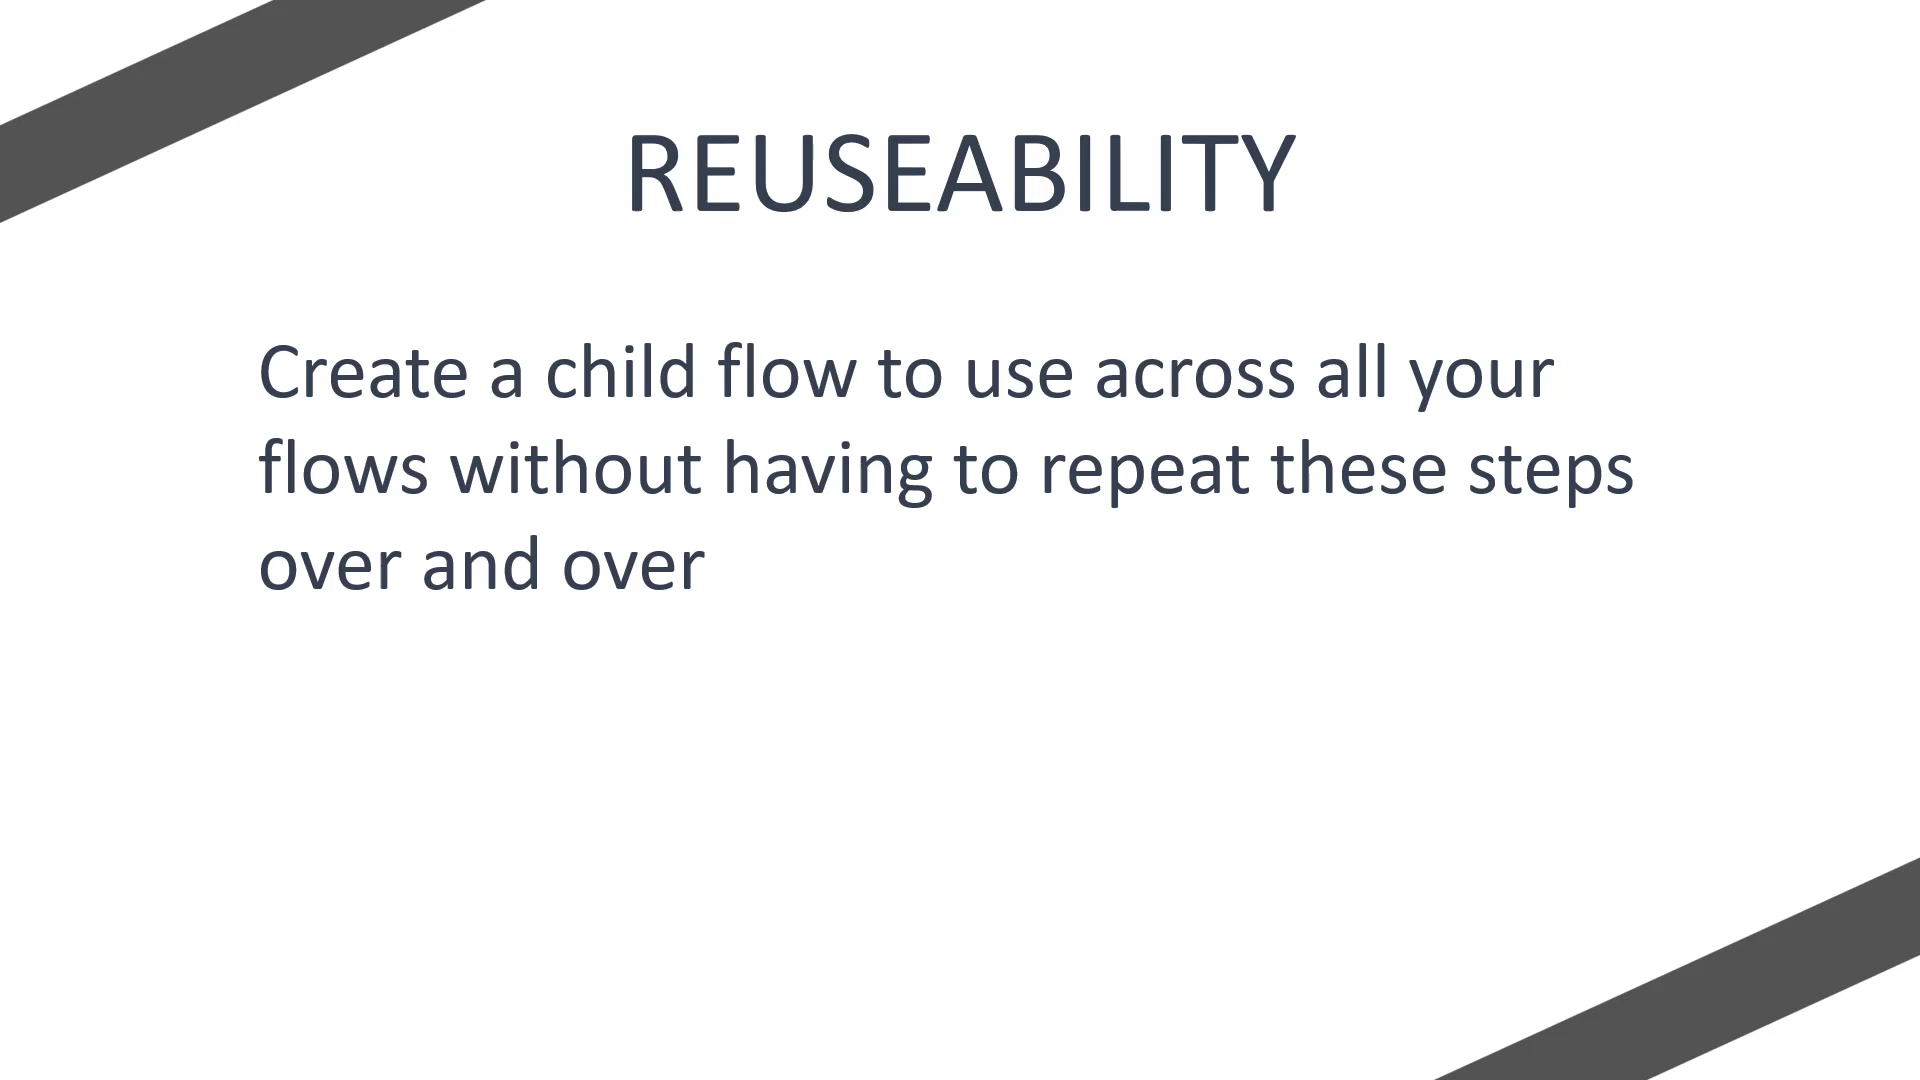 REUSEABILITY
Create a child flow to use across all your
flows without having to repeat these steps
over and over